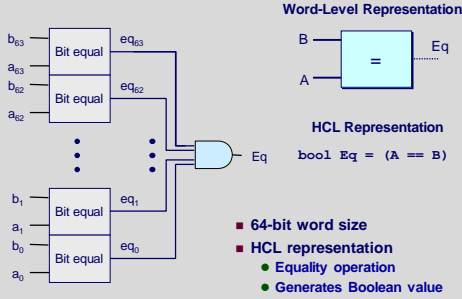 Word-Level Representation
b63
Bit equal
eq63
a63
b62
Bit equal
eq62
a62
B
=
Eq
A
Eq
HCL Representation
bool Eq = (A == B)
b1
Bit equal
eq1
a1
b0
Bit equal
eq0
a0
64-bit word size
HCL representation
Equality operation
Generates Boolean value